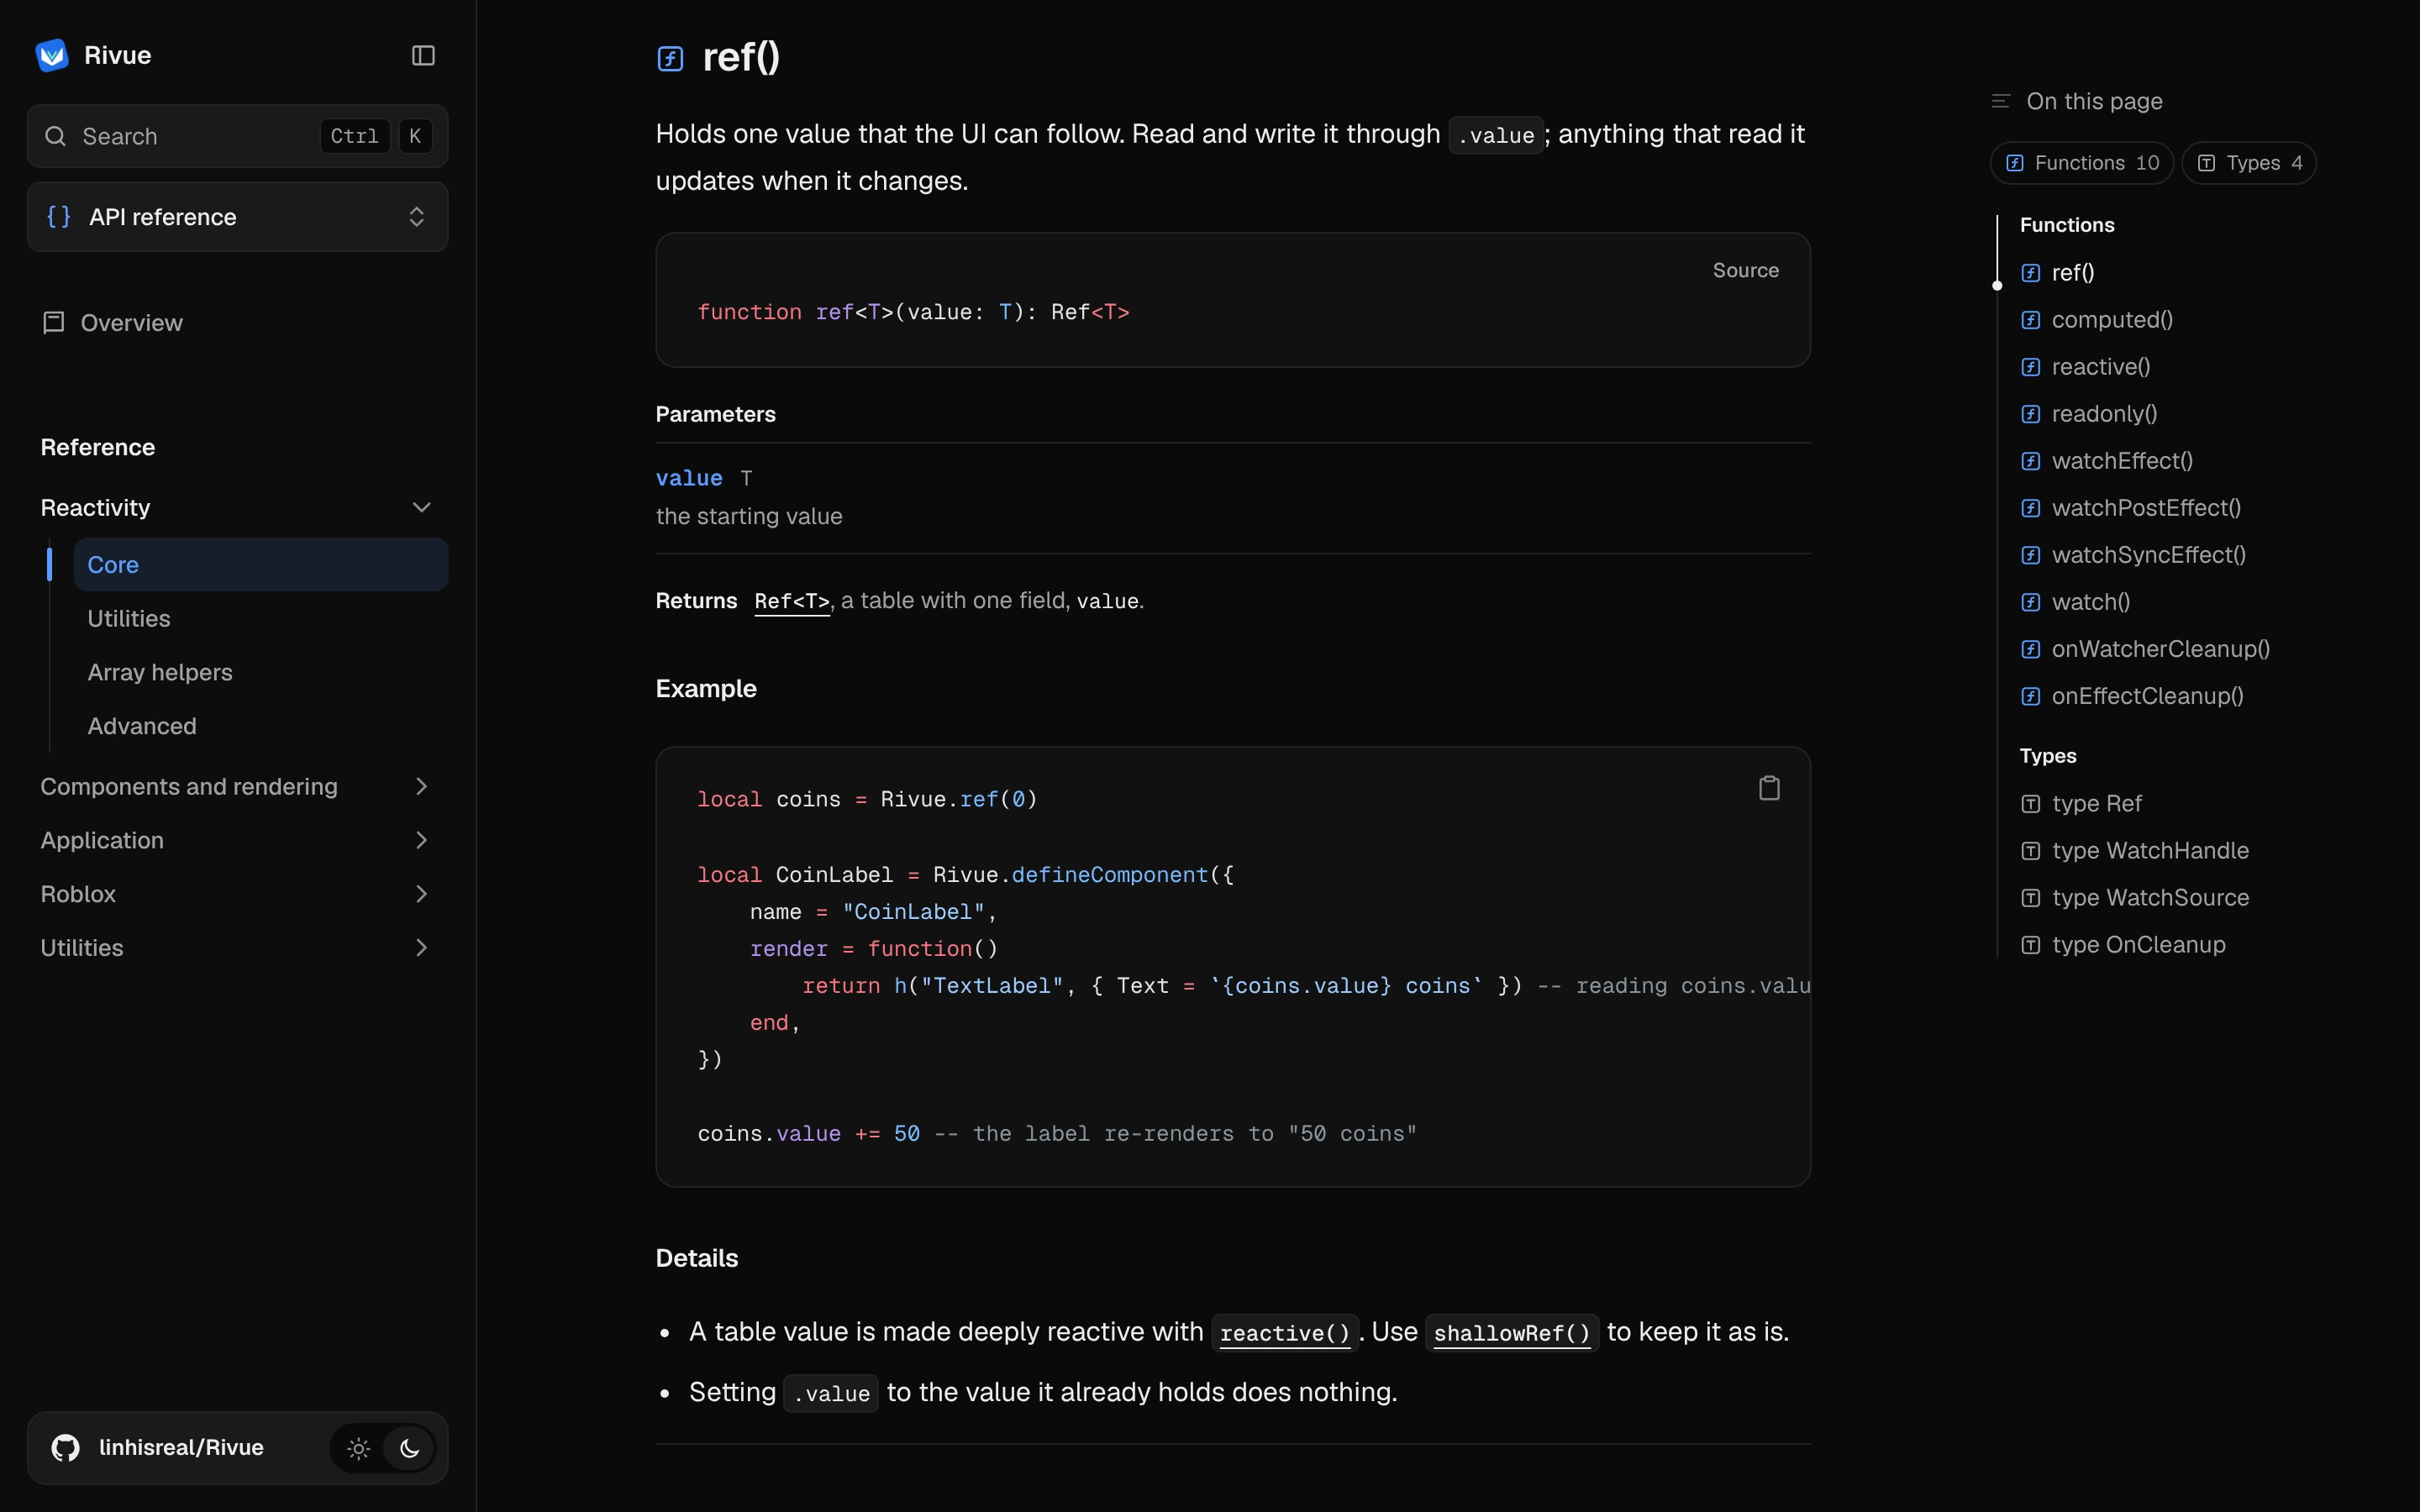 Rivue
Search Ctrl K
API reference
Overview
Reference
Reactivity
Core
Utilities
Array helpers
Advanced
Components and rendering
Application
Roblox
Utilities
linhisreal/Rivue
ref()
Holds one value that the UI can follow. Read and write it through .value; anything that read it
updates when it changes.
Source
function ref<T>(value: T): Ref<T>
Parameters
value T
the starting value
Returns Ref<T>, a table with one field, value.
Example
local coins = Rivue.ref(0)
local CoinLabel = Rivue.defineComponent({
    name = "CoinLabel",
    render = function()
        return h("TextLabel", { Text = `{coins.value} coins` }) -- reading coins.valu
    end,
})
coins.value += 50 -- the label re-renders to "50 coins"
Details
• A table value is made deeply reactive with reactive(). Use shallowRef() to keep it as is.
• Setting .value to the value it already holds does nothing.
On this page
Functions 10 Types 4
Functions
ref()
computed()
reactive()
readonly()
watchEffect()
watchPostEffect()
watchSyncEffect()
watch()
onWatcherCleanup()
onEffectCleanup()
Types
type Ref
type WatchHandle
type WatchSource
type OnCleanup